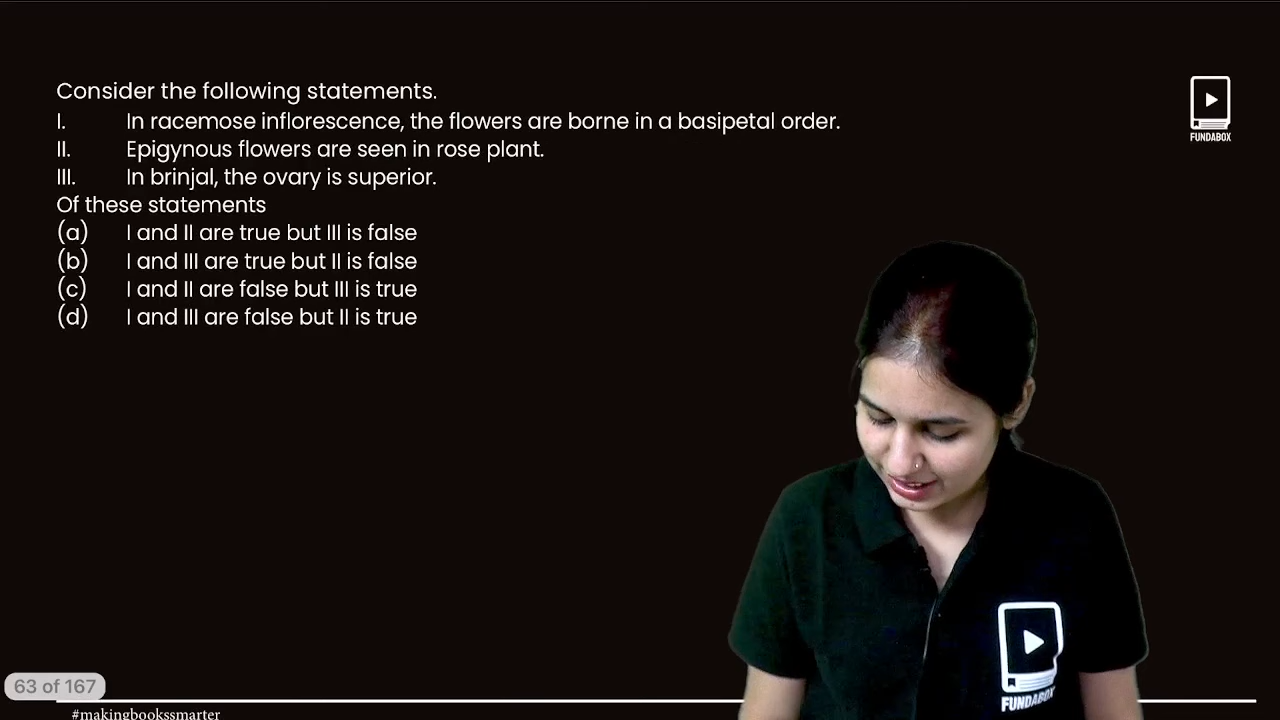 Consider the following statements.
I. In racemose inflorescence, the flowers are borne in a basipetal order.
II. Epigynous flowers are seen in rose plant.
III. In brinjal, the ovary is superior.
Of these statements
(a) I and II are true but III is false
(b) I and III are true but II is false
(c) I and II are false but III is true
(d) I and III are false but II is true
FUNDABOX
FUNDABOX
63 of 167
#makingbookssmarter